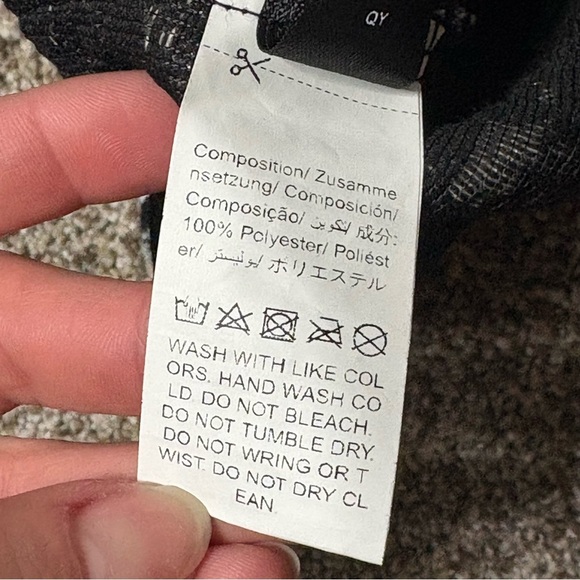 QY
Composition/ Zusamme
nsetzung/ Composición/
Composição/ تكوين/ 成分:
100% Polyester/ Poliést
er/ بوليستر/ ポリエステル
WASH WITH LIKE COL
ORS. HAND WASH CO
LD. DO NOT BLEACH.
DO NOT TUMBLE DRY.
DO NOT WRING OR T
WIST. DO NOT DRY CL
EAN.